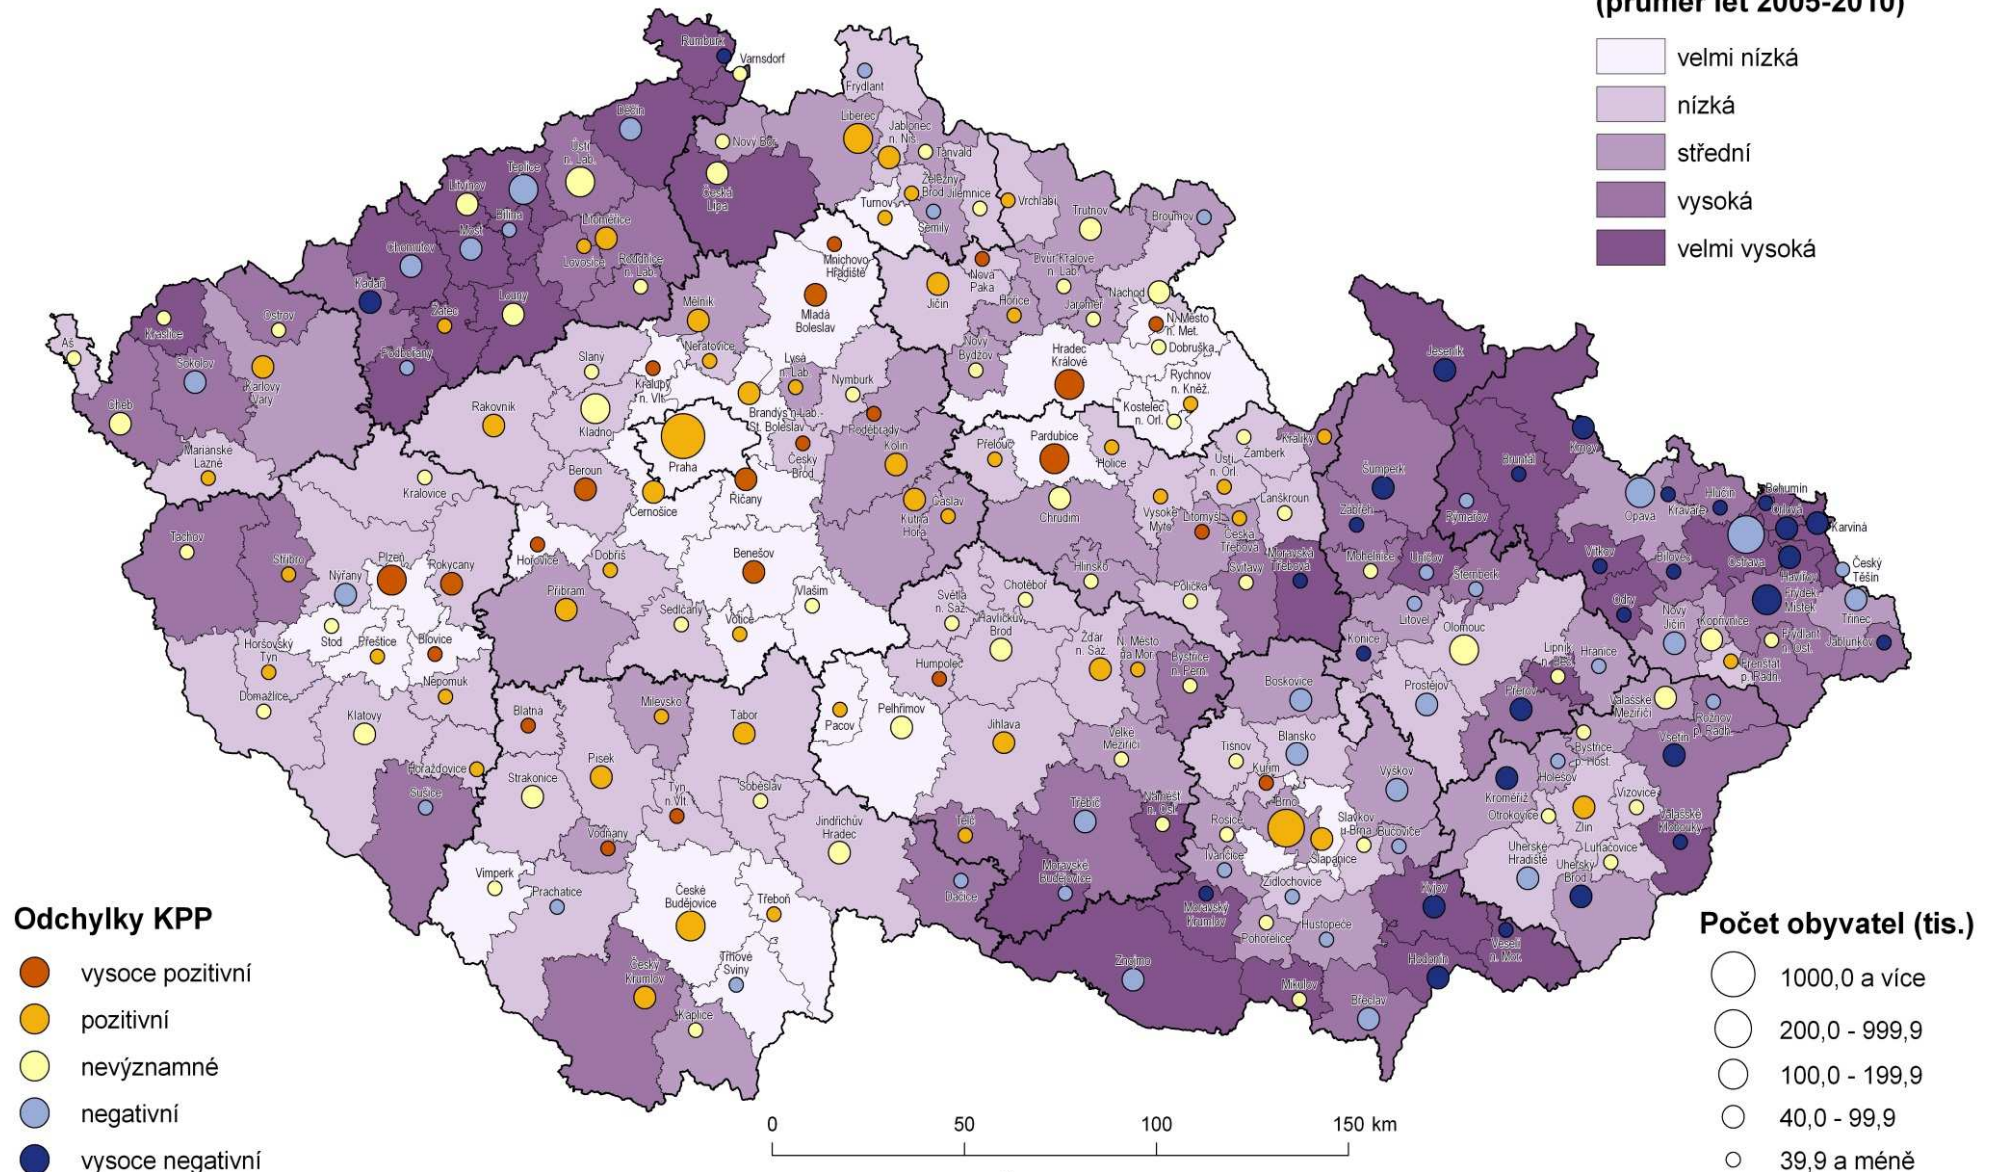 (průměr let 2005-2010)
velmi nízká
nízká
střední
vysoká
velmi vysoká
Rumburk
Varnsdorf
Frýdlant
Děčín
Liberec
Jablonec
n. Nis.
Nový Bor
Tanvald
Ústí
n. Lab.
Teplice
Česká
Lípa
Železný
Brod
Jilemnice
Vrchlabí
Litvínov
Turnov
Trutnov
Broumov
Bílina
Litoměřice
Semily
Most
Chomutov
Lovosice
Roudnice
n. Lab.
Mnichovo
Hradiště
Nová
Paka
Dvůr Králové
n. Lab.
Kadaň
Louny
Mělník
Jičín
Hořice
Jaroměř
Náchod
Žatec
Mladá
Boleslav
N. Město
n. Met.
Kraslice
Ostrov
Aš
Podbořany
Slaný
Neratovice
Lysá
n. Lab.
Nový
Bydžov
Hradec
Králové
Dobruška
Jeseník
Sokolov
Karlovy
Vary
Kralupy
n. Vlt.
Nymburk
Rychnov
n. Kněž.
Cheb
Rakovník
Kladno
Brandýs n.Lab.-
St. Boleslav
Poděbrady
Kostelec
n. Orl.
Mariánské
Lázně
Praha
Český
Brod
Kolín
Přelouč
Pardubice
Holice
Žamberk
Králíky
Krnov
Kralovice
Beroun
Říčany
Ústí
n. Orl.
Šumperk
Bruntál
Černošice
Kutná
Hora
Čáslav
Chrudim
Vysoké
Mýto
Litomyšl
Lanškroun
Zábřeh
Rýmařov
Opava
Kravaře
Hlučín
Bohumín
Orlová
Karviná
Tachov
Stříbro
Hořovice
Dobříš
Benešov
Česká
Třebová
Moravská
Třebová
Mohelnice
Uničov
Vítkov
Bílovec
Ostrava
Havířov
Český
Těšín
Nýřany
Plzeň
Rokycany
Příbram
Vlašim
Hlinsko
Polička
Svitavy
Šternberk
Frýdek-
Místek
Třinec
Jablunkov
Sedlčany
Votice
Světlá
n. Sáz.
Chotěboř
Havlíčkův
Brod
Litovel
Odry
Nový
Jičín
Kopřivnice
Frýdlant
n. Ost.
Frenštát
p. Radh.
Horšovský
Týn
Stod
Přeštice
Blovice
Humpolec
Žďár
n. Sáz.
N. Město
na Mor.
Bystřice
n. Pern.
Konice
Olomouc
Lipník
n. Beč.
Hranice
Domažlice
Nepomuk
Klatovy
Blatná
Milevsko
Tábor
Pacov
Pelhřimov
Jihlava
Boskovice
Prostějov
Přerov
Valašské
Meziříčí
Rožnov
p. Radh.
Horažďovice
Písek
Velké
Meziříčí
Tišnov
Blansko
Bystřice
p. Host.
Vsetín
Sušice
Strakonice
Týn
n.Vlt.
Soběslav
Kuřim
Vyškov
Kroměříž
Holešov
Vodňany
Jindřichův
Hradec
Telč
Třebíč
Náměšť
n. Osl.
Brno
Rosice
Šlapanice
Slavkov
u Brna
Bučovice
Otrokovice
Zlín
Vizovice
Valašské
Klobouky
Vimperk
Prachatice
České
Budějovice
Třeboň
Dačice
Moravské
Budějovice
Ivančice
Židlochovice
Uherské
Hradiště
Uherský
Brod
Luhačovice
Moravský
Krumlov
Kyjov
Český
Krumlov
Trhové
Sviny
Pohořelice
Hustopeče
Veselí
n. Mor.
Znojmo
Mikulov
Hodonín
Kaplice
Břeclav
Odchylky KPP
vysoce pozitivní
pozitivní
nevýznamné
negativní
vysoce negativní
0 50 100 150 km
Počet obyvatel (tis.)
1000,0 a více
200,0 - 999,9
100,0 - 199,9
40,0 - 99,9
39,9 a méně